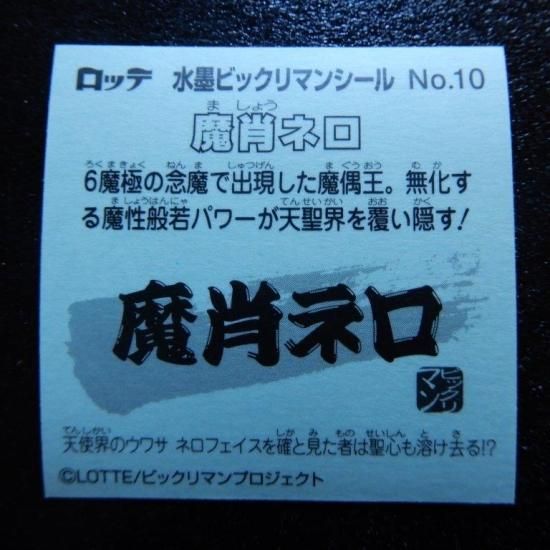 ロッテ 水墨ビックリマンシール No.10
ましょう
魔肖ネロ
ろくまきょく ねんま しゅつげん まぐうおう むか
6魔極の念魔で出現した魔偶王。無化す
ましょうはんにゃ てんせいかい おお かく
る魔性般若パワーが天聖界を覆い隠す!
魔肖ネロ
ビックリマン
てんしかい しか み もの せいしん と さ
天使界のウワサ ネロフェイスを確と見た者は聖心も溶け去る!?
©LOTTE/ビックリマンプロジェクト